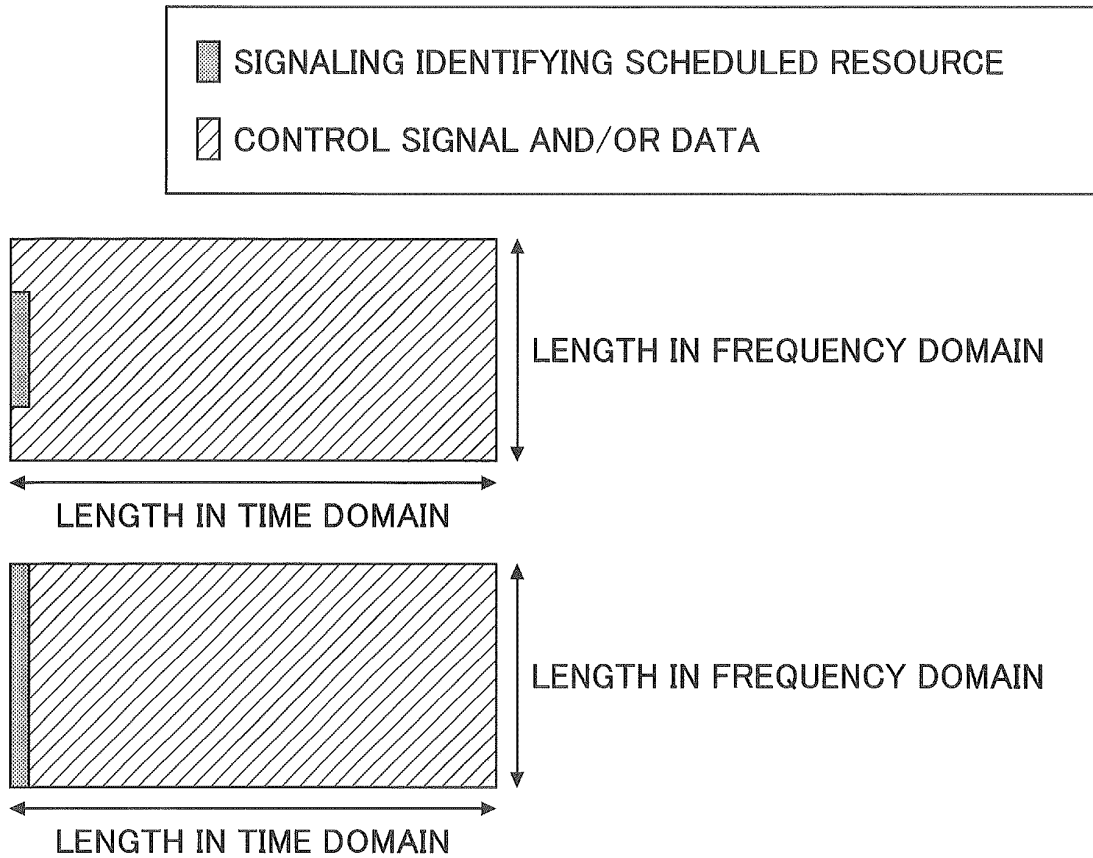 SIGNALING IDENTIFYING SCHEDULED RESOURCE
CONTROL SIGNAL AND/OR DATA
LENGTH IN FREQUENCY DOMAIN
LENGTH IN TIME DOMAIN
LENGTH IN FREQUENCY DOMAIN
LENGTH IN TIME DOMAIN